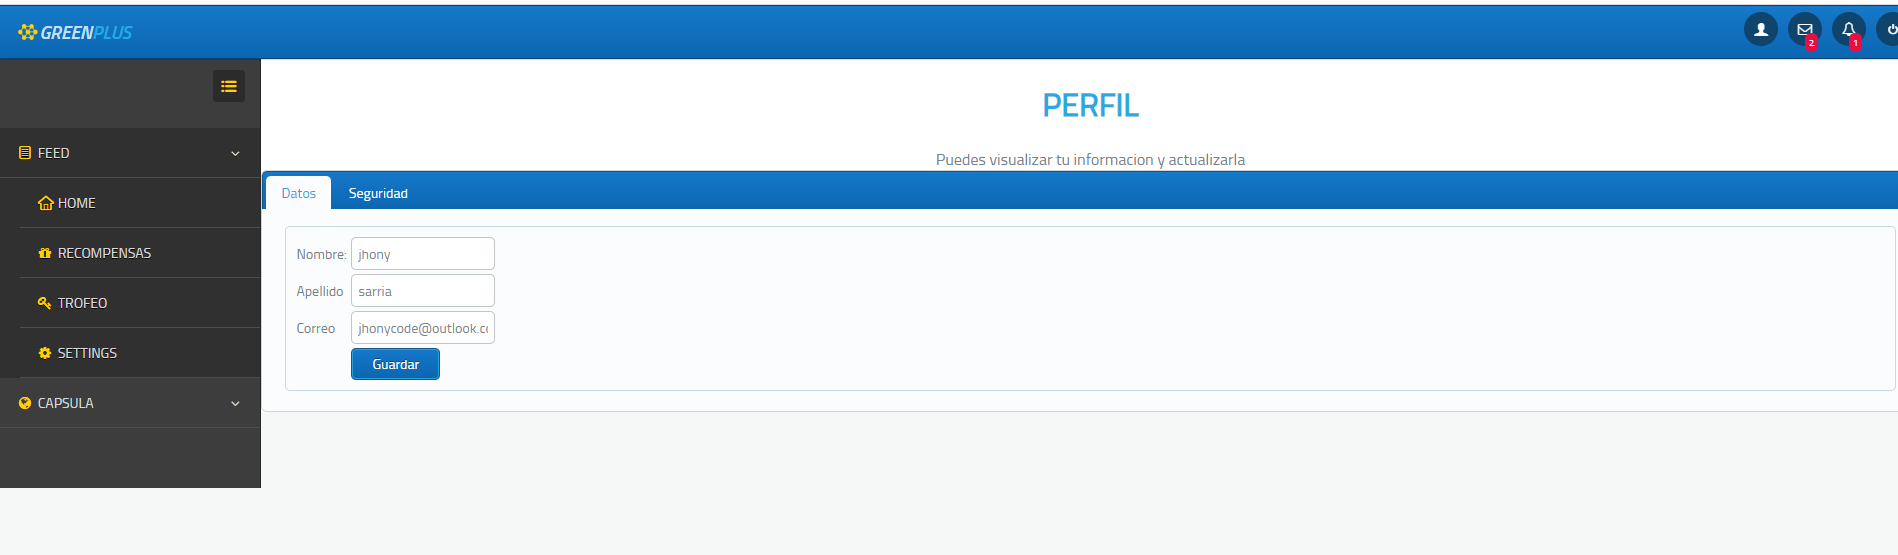 GREENPLUS
2
1
PERFIL
Puedes visualizar tu informacion y actualizarla
FEED
HOME
RECOMPENSAS
TROFEO
SETTINGS
CAPSULA
Datos Seguridad
Nombre: jhony
Apellido sarria
Correo jhonycode@outlook.c
Guardar